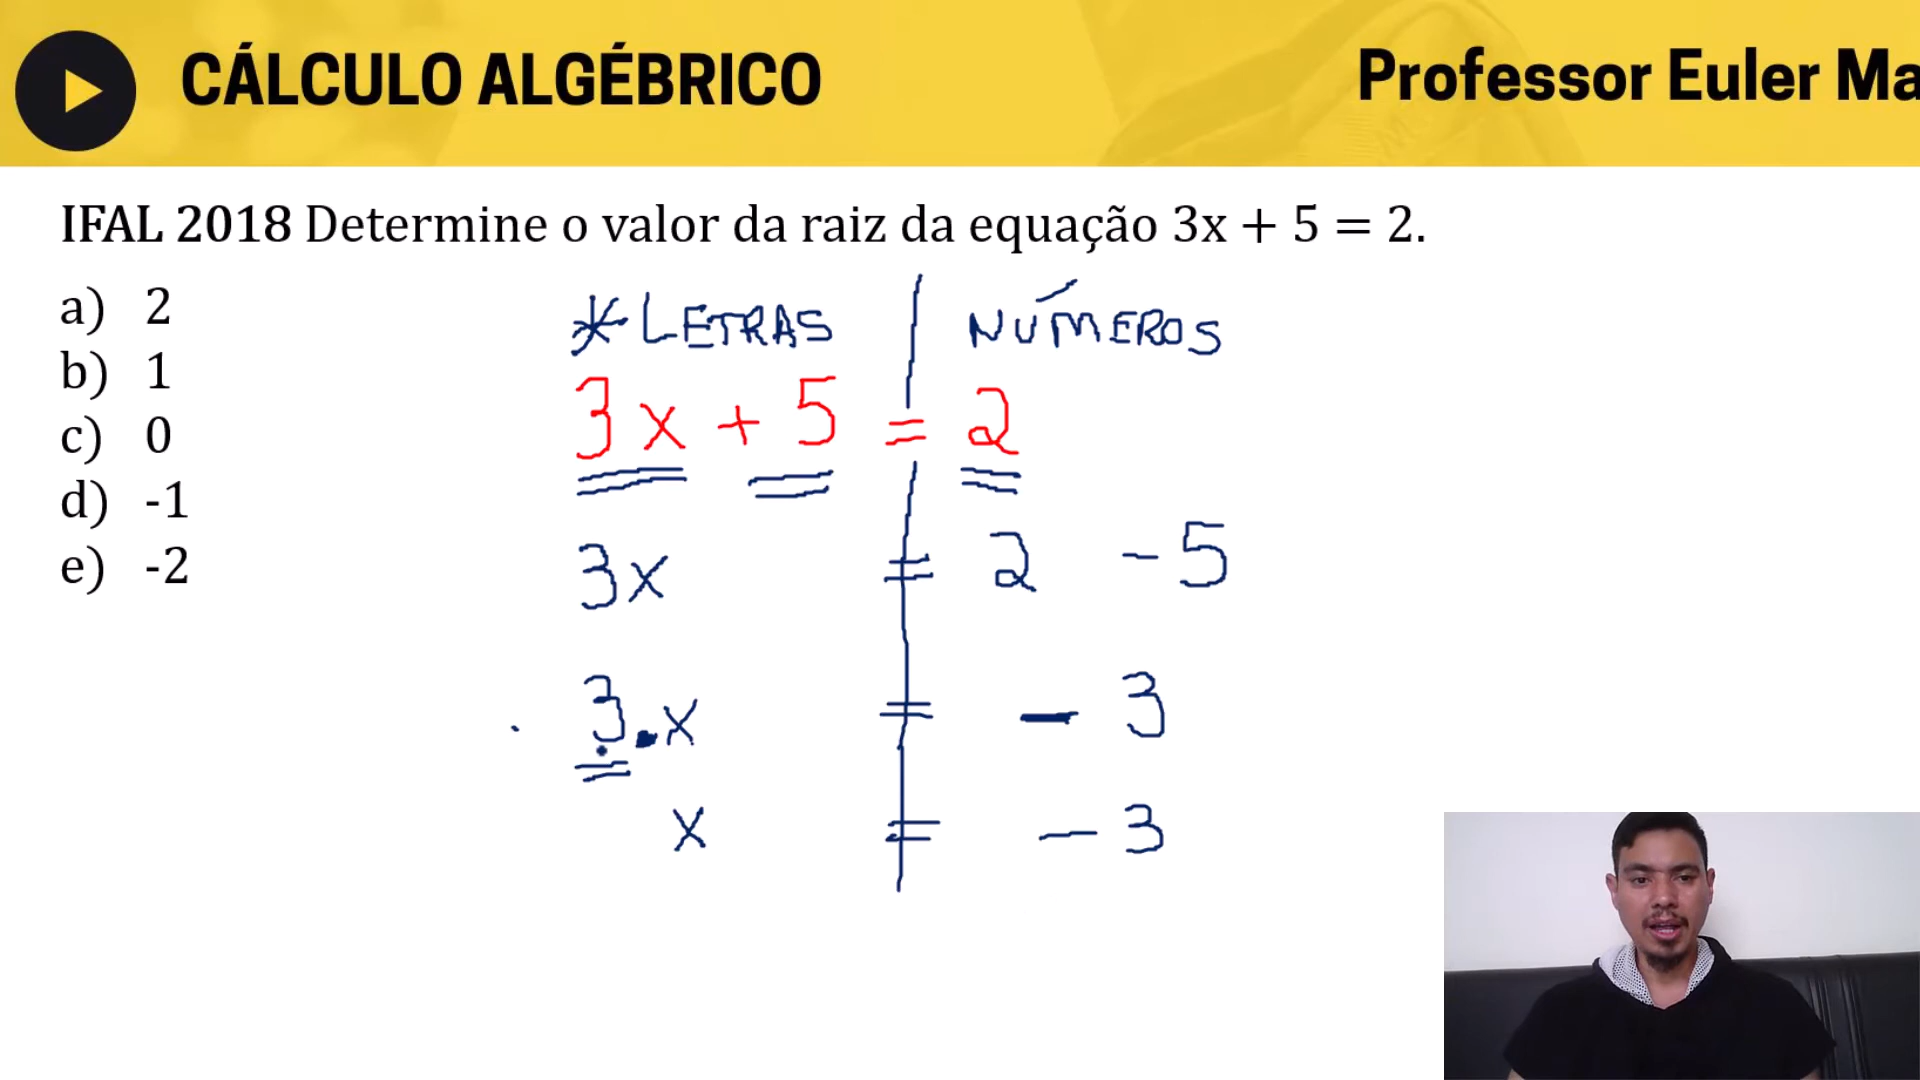 CÁLCULO ALGÉBRICO
Professor Euler Ma
IFAL 2018 Determine o valor da raiz da equação 3x + 5 = 2.
a) 2
b) 1
c) 0
d) -1
e) -2
* LETRAS | NÚMEROS
3x + 5 = 2
3x = 2 - 5
3.x = - 3
x = - 3